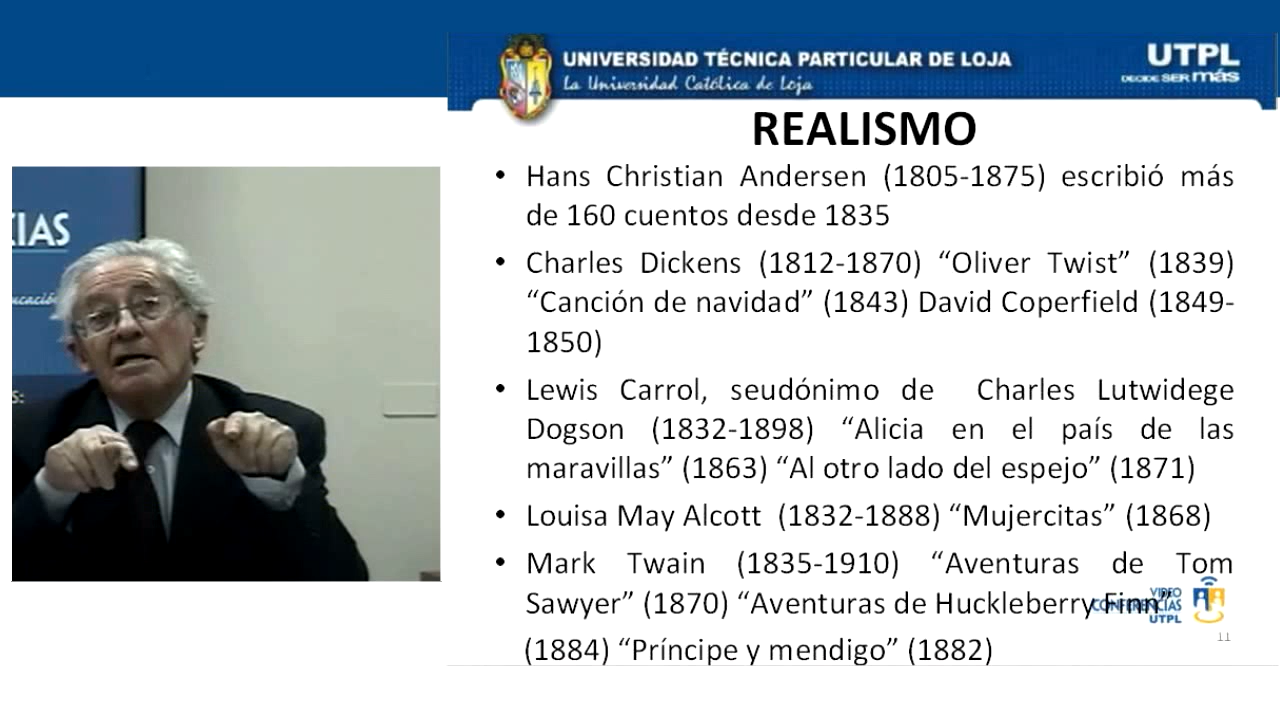 UNIVERSIDAD TÉCNICA PARTICULAR DE LOJA
La Universidad Católica de Loja
UTPL
DECIDE SER más
REALISMO
• Hans Christian Andersen (1805-1875) escribió más
de 160 cuentos desde 1835
• Charles Dickens (1812-1870) “Oliver Twist” (1839)
“Canción de navidad” (1843) David Coperfield (1849-
1850)
• Lewis Carrol, seudónimo de Charles Lutwidege
Dogson (1832-1898) “Alicia en el país de las
maravillas” (1863) “Al otro lado del espejo” (1871)
• Louisa May Alcott (1832-1888) “Mujercitas” (1868)
• Mark Twain (1835-1910) “Aventuras de Tom
Sawyer” (1870) “Aventuras de Huckleberry Finn”
(1884) “Príncipe y mendigo” (1882)
VIDEO
CONFERENCIAS
UTPL
11
CIAS
ucación
S: